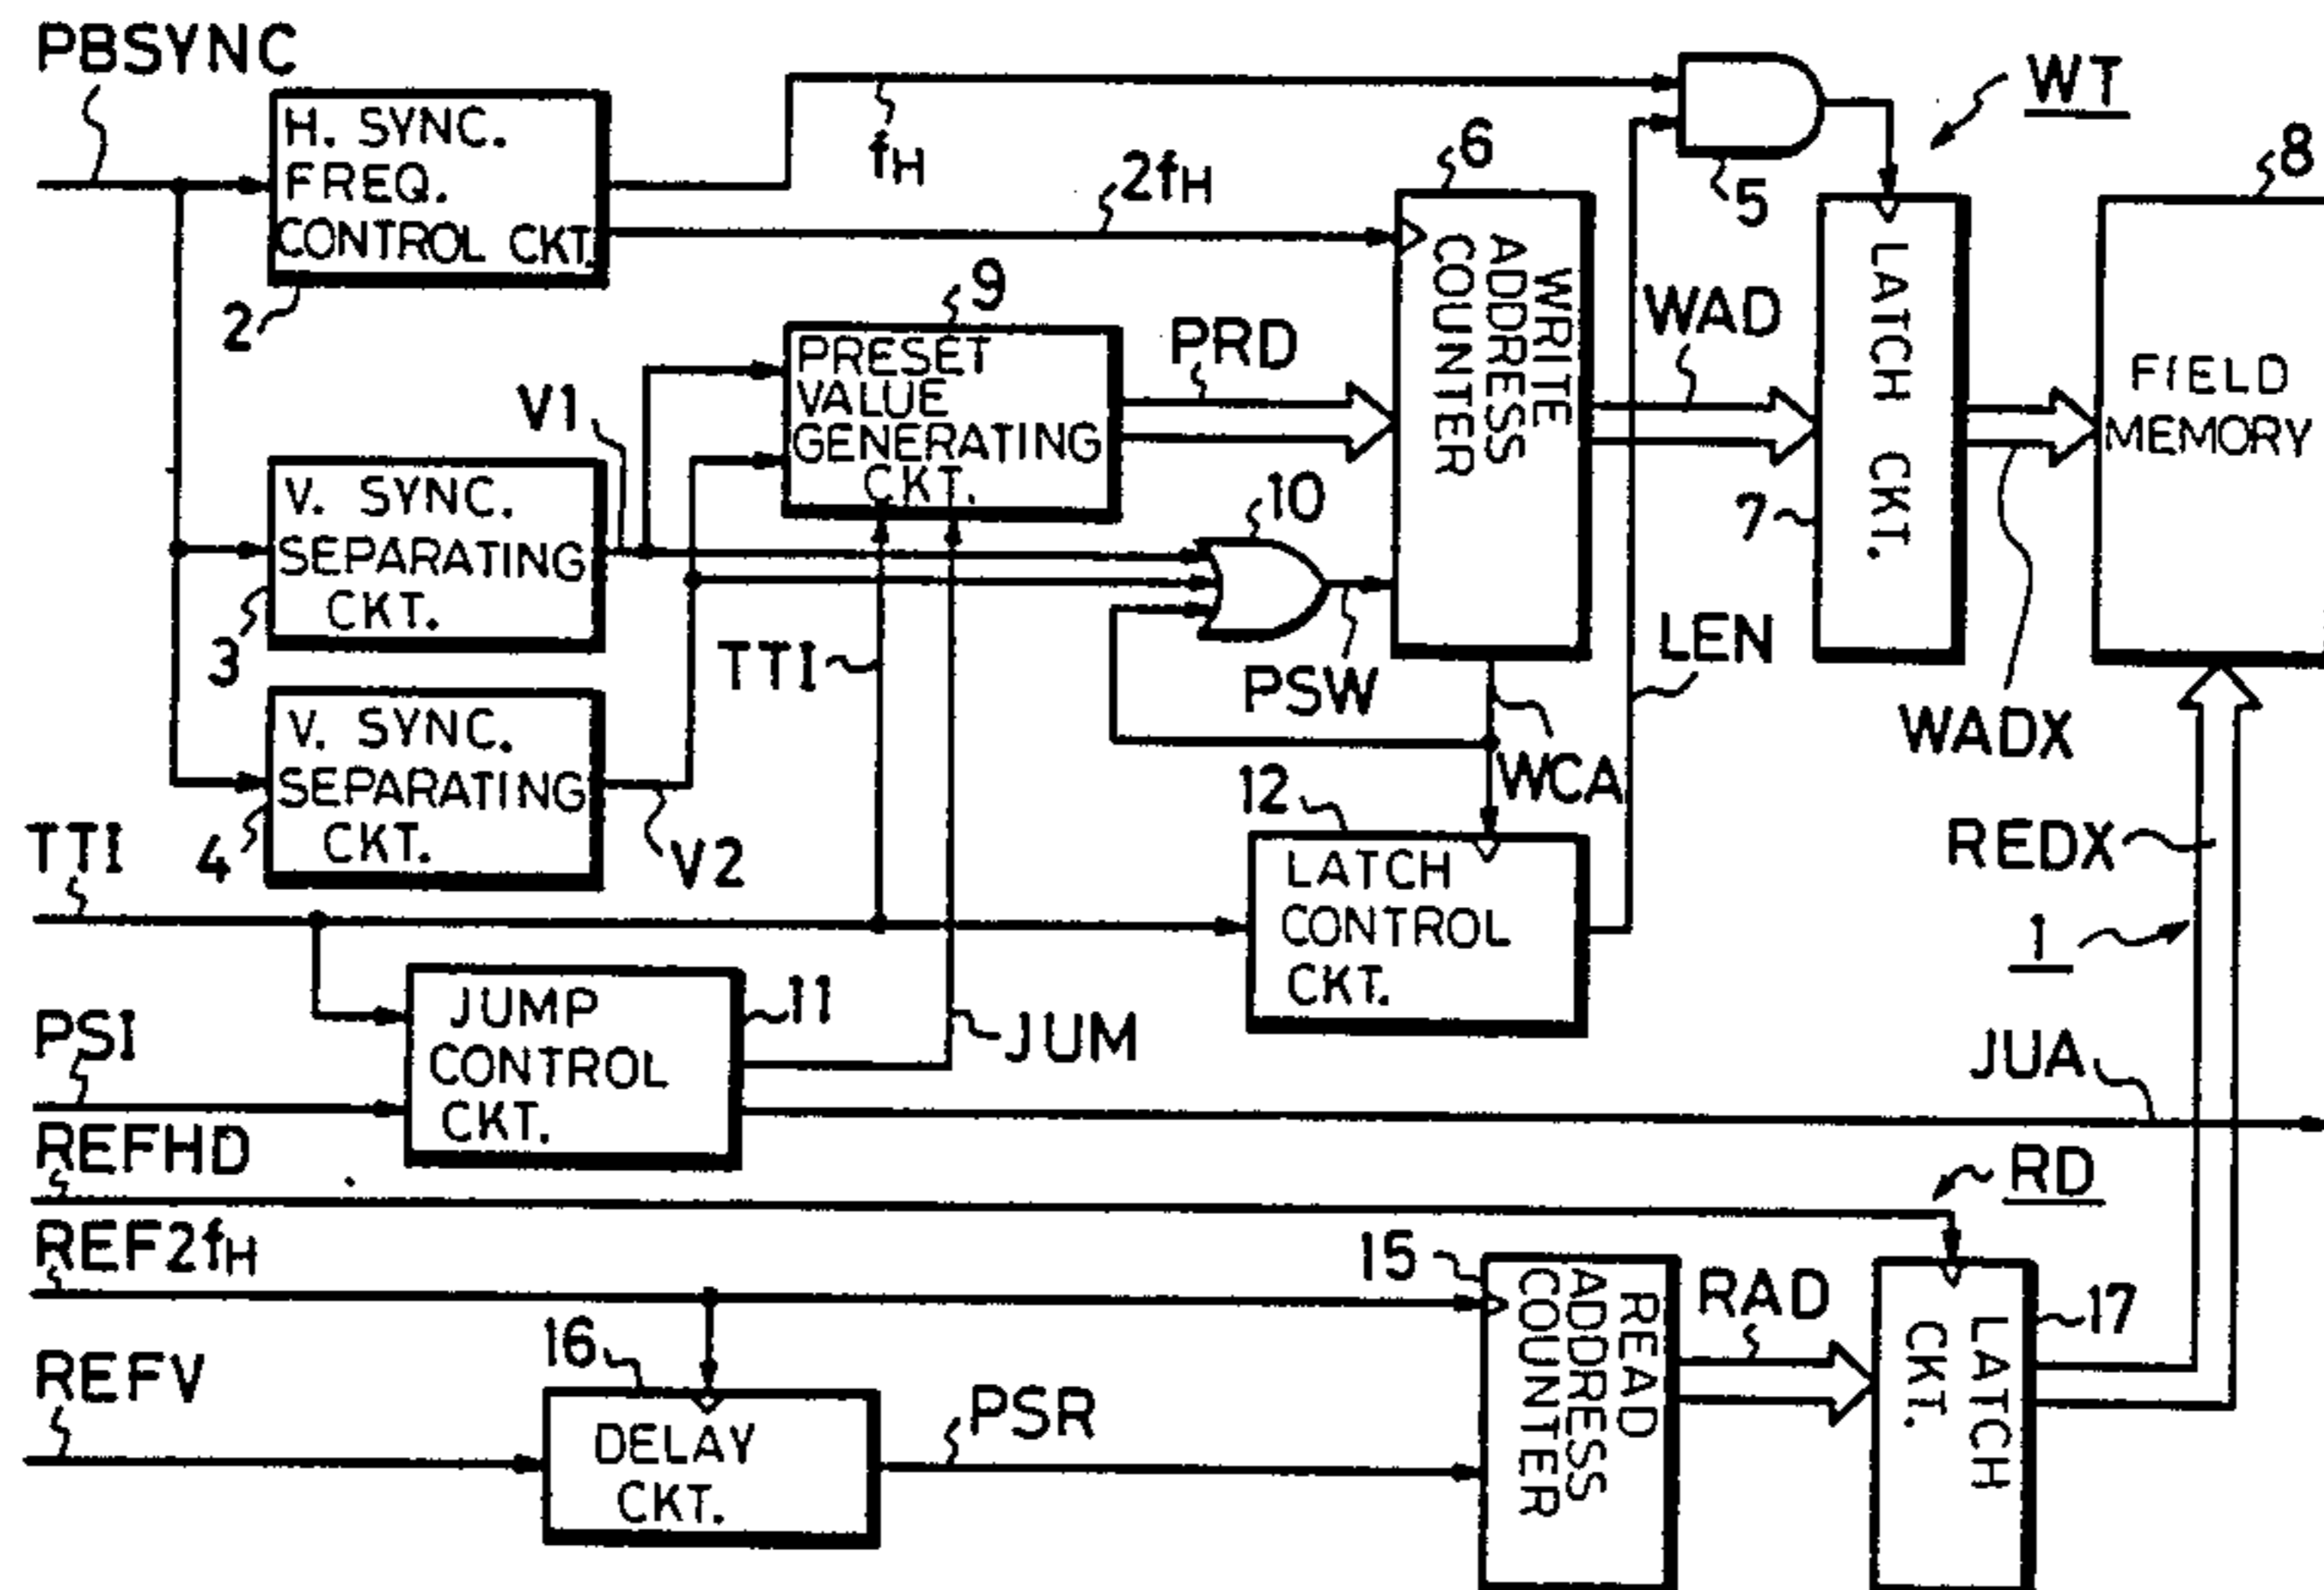 PBSYNC
H. SYNC.
FREQ.
CONTROL CKT.
2
fH
2fH
6
5
WT
8
9
PRESET
VALUE
GENERATING
CKT.
PRD
WRITE
ADDRESS
COUNTER
WAD
LATCH CKT.
7
FIELD
MEMORY
V1
V. SYNC.
SEPARATING
CKT.
3
10
TTI
PSW
LEN
WADX
V. SYNC.
SEPARATING
CKT.
4
V2
WCA
12
LATCH
CONTROL
CKT.
REDX
1
TTI
JUMP
CONTROL
CKT.
11
JUM
PSI
JUA
REFHD
RD
REF2fH
15
READ
ADDRESS
COUNTER
RAD
LATCH
CKT.
17
REFV
16
DELAY
CKT.
PSR